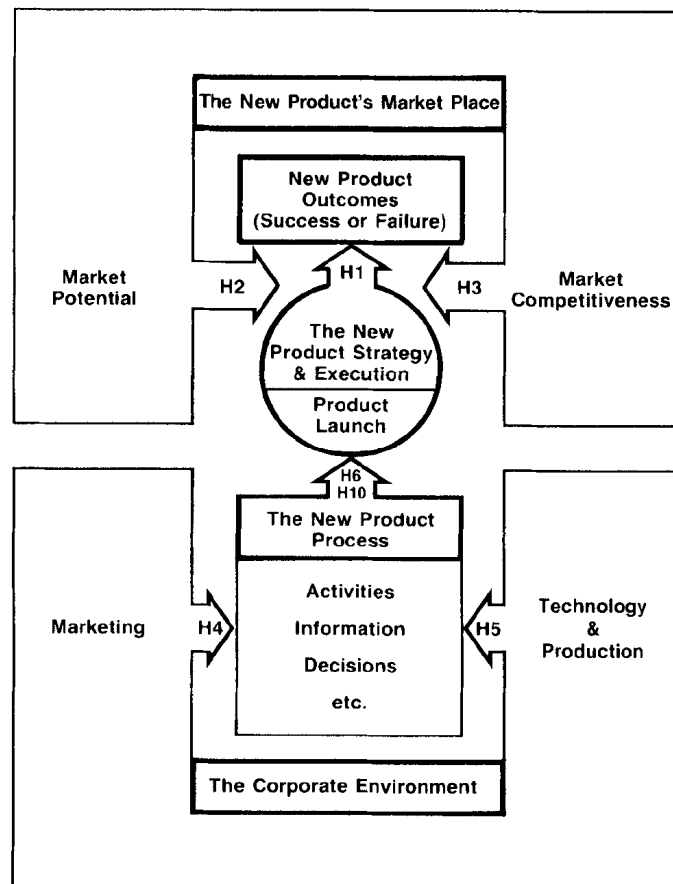 The New Product's Market Place
New Product
Outcomes
(Success or Failure)
Market
Potential
H2
H1
H3
Market
Competitiveness
The New
Product Strategy
& Execution
Product
Launch
H6
H10
The New Product
Process
Activities
Information
Decisions
etc.
Marketing
H4
H5
Technology
&
Production
The Corporate Environment